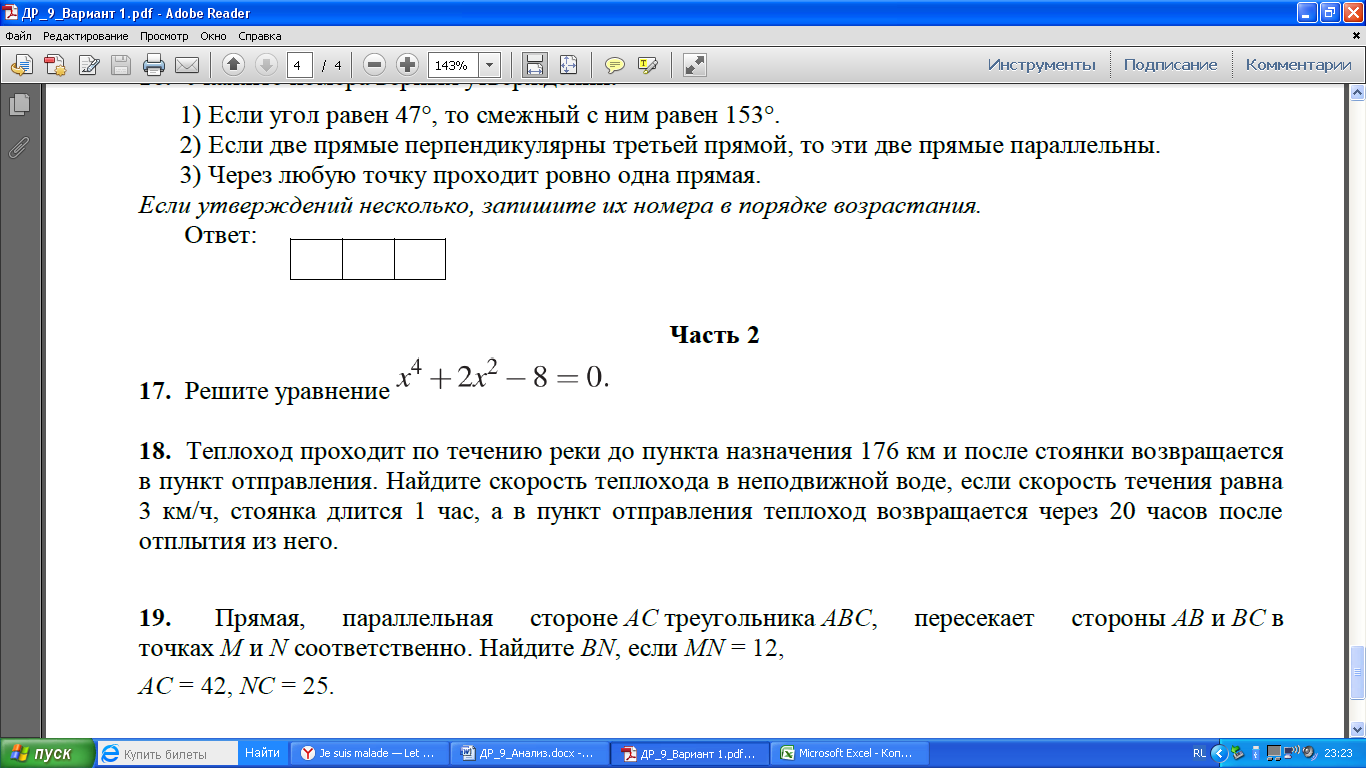 ДР_9_Вариант 1.pdf - Adobe Reader
Файл Редактирование Просмотр Окно Справка
4 / 4 143% Инструменты Подписание Комментарии
1) Если угол равен 47°, то смежный с ним равен 153°.
2) Если две прямые перпендикулярны третьей прямой, то эти две прямые параллельны.
3) Через любую точку проходит ровно одна прямая.
Если утверждений несколько, запишите их номера в порядке возрастания.
Ответ:
Часть 2
17. Решите уравнение x⁴ + 2x² − 8 = 0.
18. Теплоход проходит по течению реки до пункта назначения 176 км и после стоянки возвращается
в пункт отправления. Найдите скорость теплохода в неподвижной воде, если скорость течения равна
3 км/ч, стоянка длится 1 час, а в пункт отправления теплоход возвращается через 20 часов после
отплытия из него.
19. Прямая, параллельная стороне AC треугольника ABC, пересекает стороны AB и BC в
точках M и N соответственно. Найдите BN, если MN = 12,
AC = 42, NC = 25.
пуск Купить билеты Найти Je suis malade — Let ... ДР_9_Анализ.docx -... ДР_9_Вариант 1.pdf... Microsoft Excel - Коп... RL 23:23